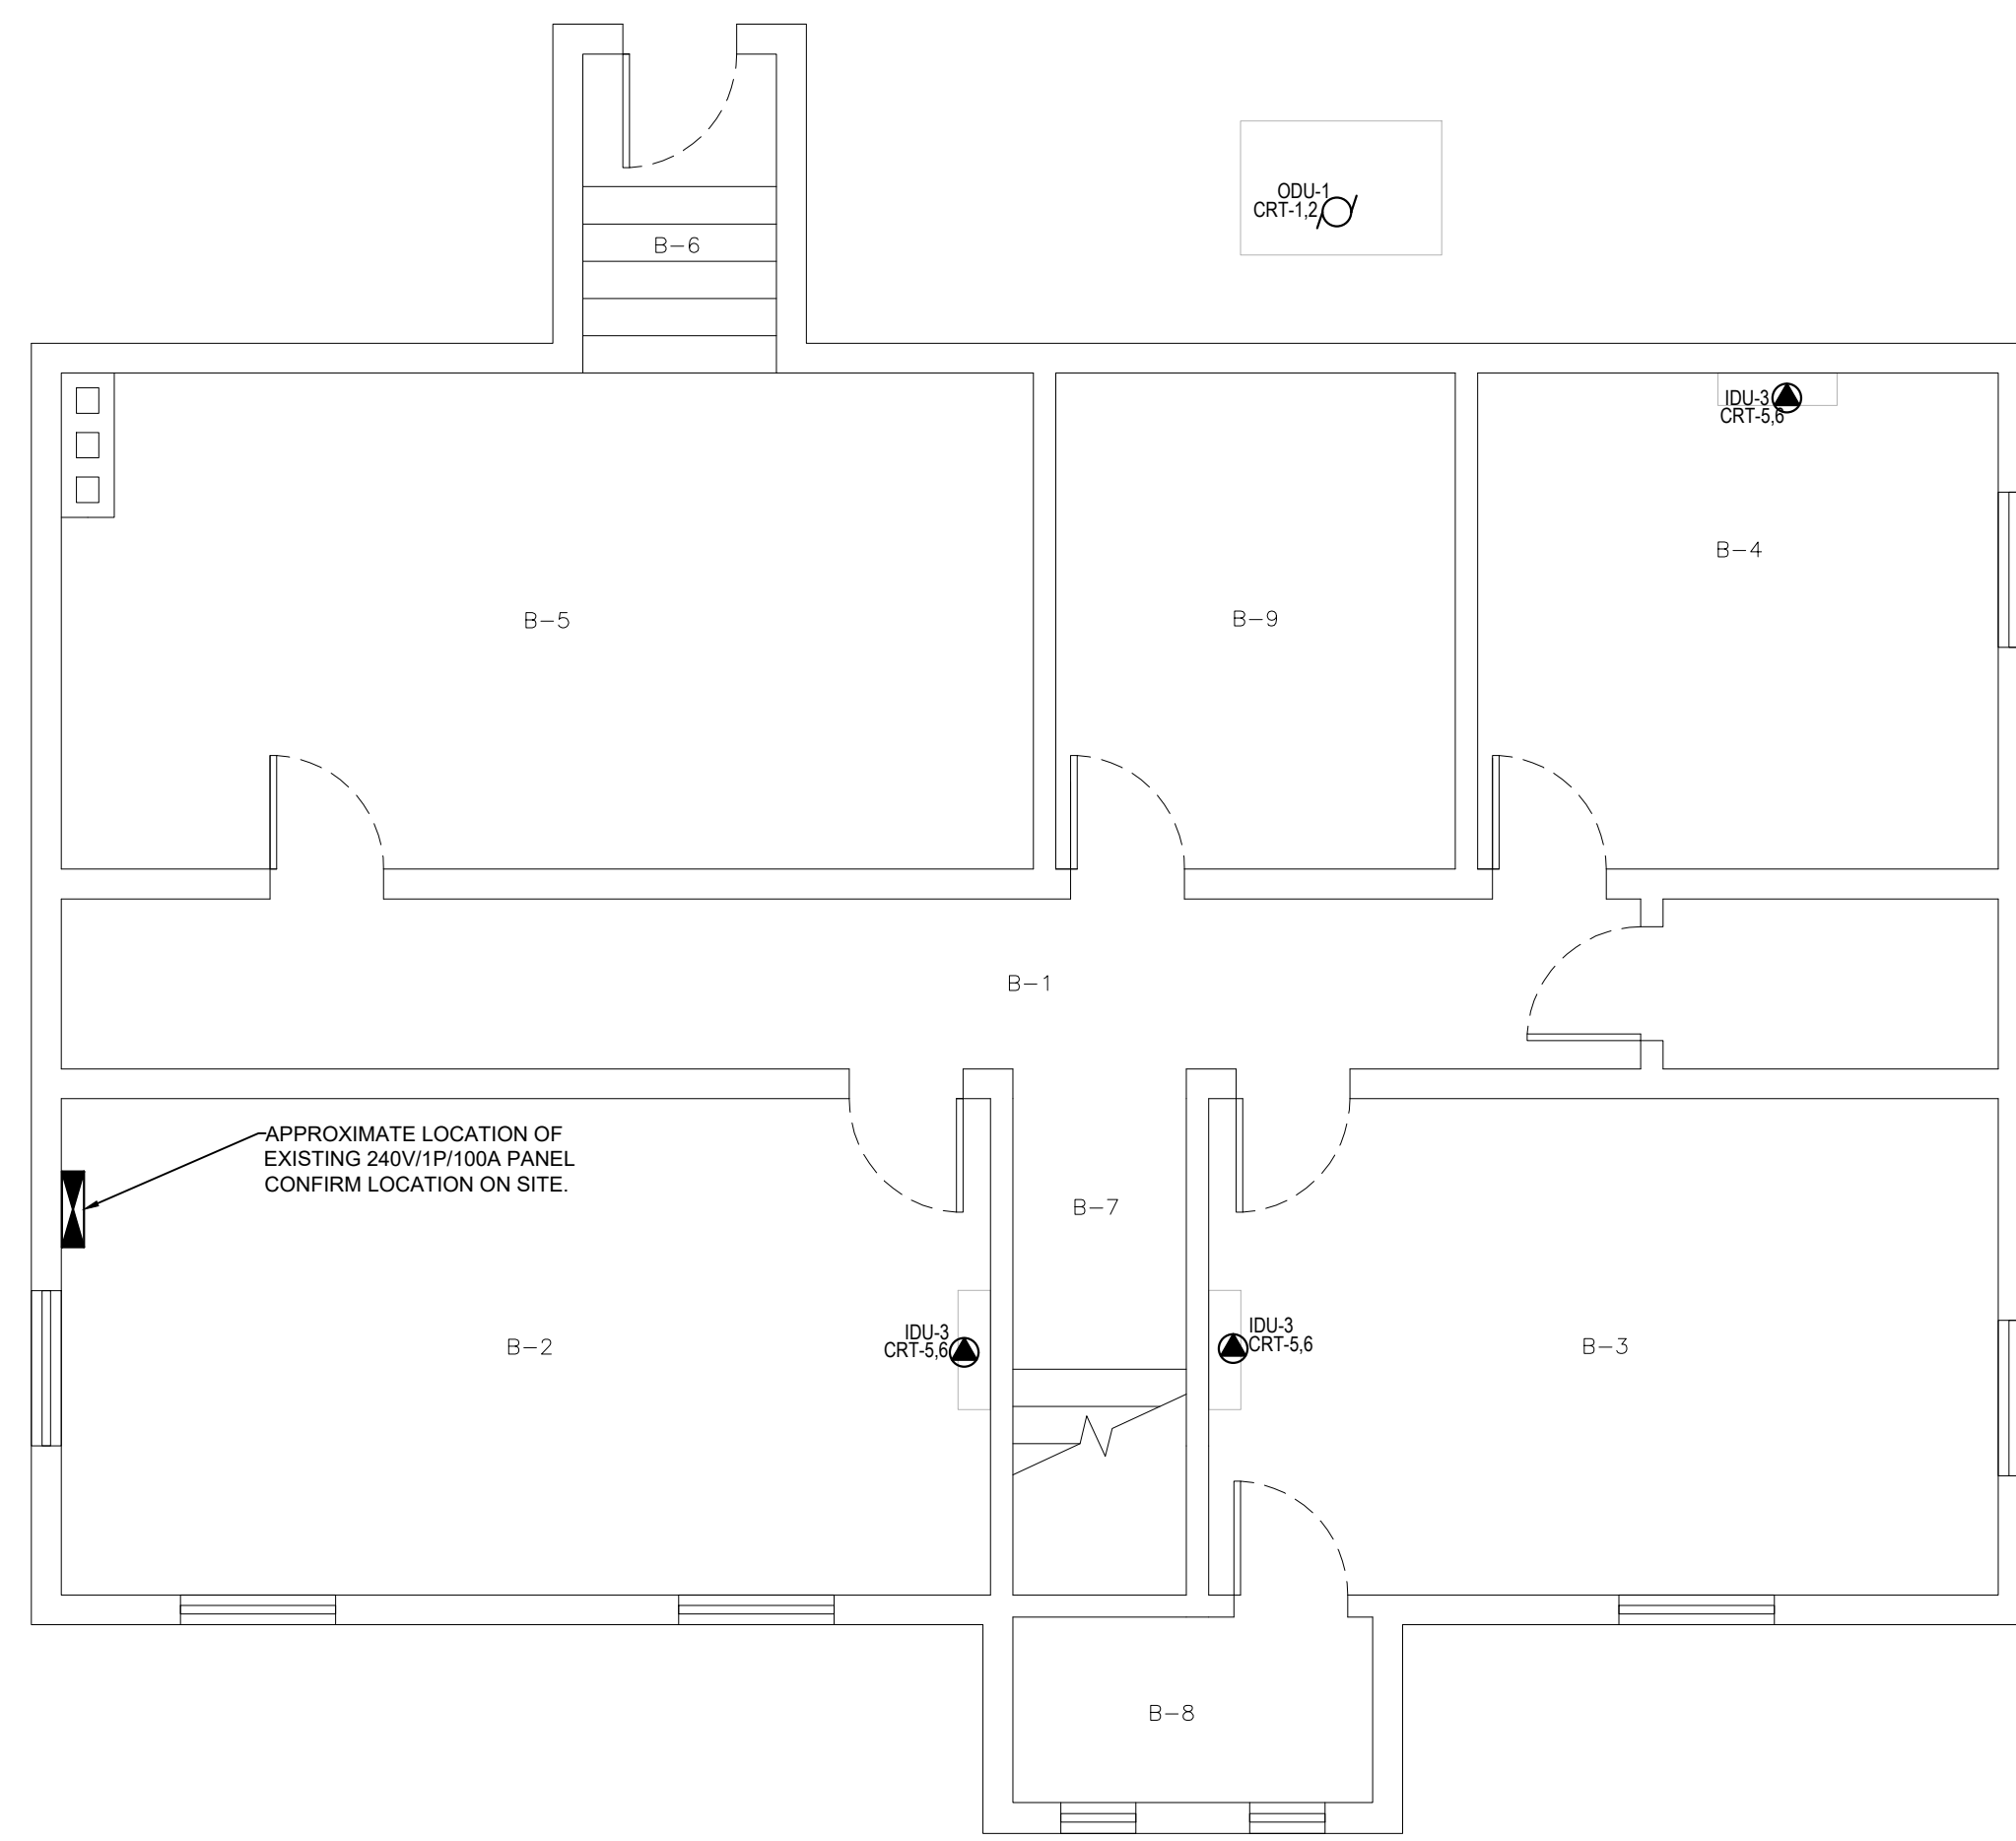 ODU-1
CRT-1,2
B-6
IDU-3
CRT-5,6
B-4
B-5
B-9
B-1
APPROXIMATE LOCATION OF
EXISTING 240V/1P/100A PANEL
CONFIRM LOCATION ON SITE.
B-7
IDU-3
CRT-5,6
IDU-3
CRT-5,6
B-2
B-3
B-8